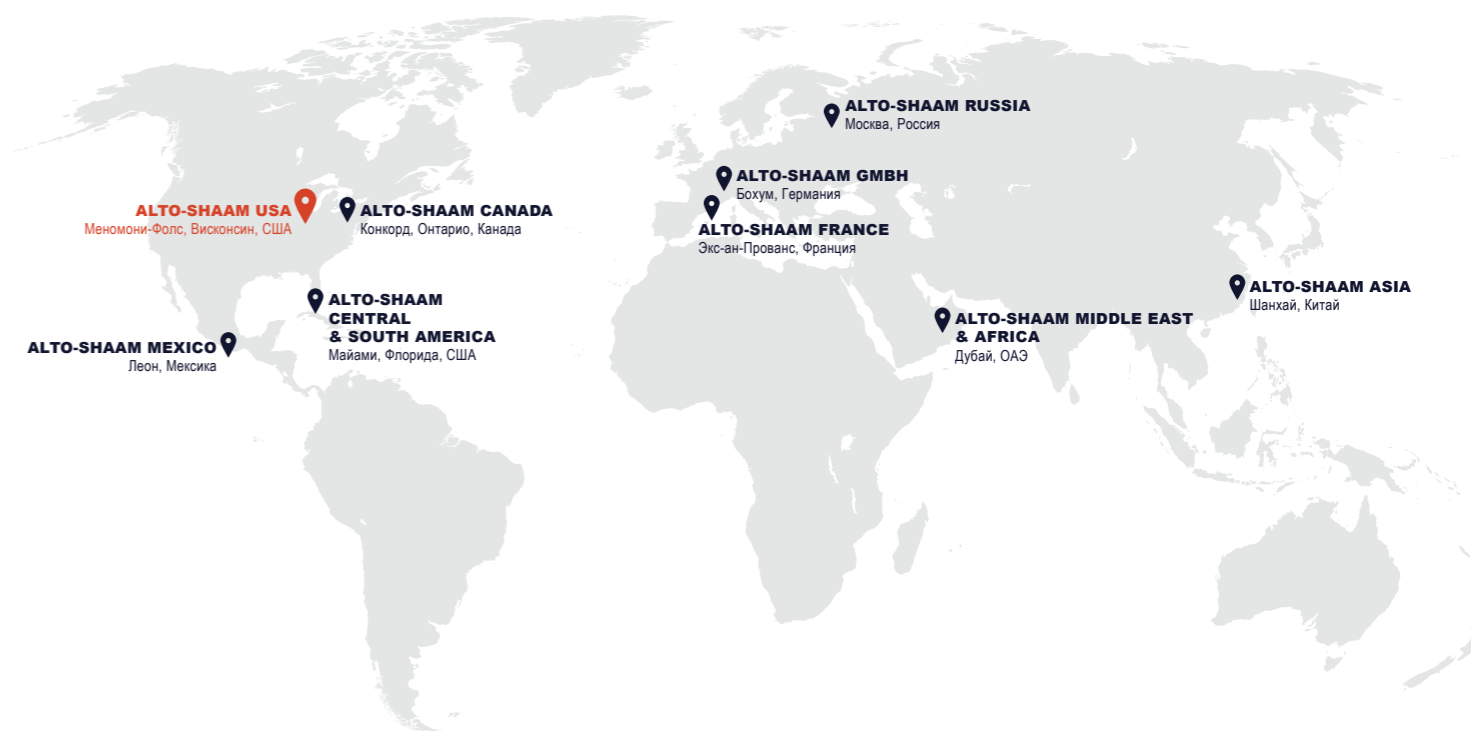 ALTO-SHAAM RUSSIA
Москва, Россия
ALTO-SHAAM GMBH
Бохум, Германия
ALTO-SHAAM USA
Меномони-Фолс, Висконсин, США
ALTO-SHAAM CANADA
Конкорд, Онтарио, Канада
ALTO-SHAAM FRANCE
Экс-ан-Прованс, Франция
ALTO-SHAAM ASIA
Шанхай, Китай
ALTO-SHAAM
CENTRAL
& SOUTH AMERICA
Майами, Флорида, США
ALTO-SHAAM MIDDLE EAST
& AFRICA
Дубай, ОАЭ
ALTO-SHAAM MEXICO
Леон, Мексика